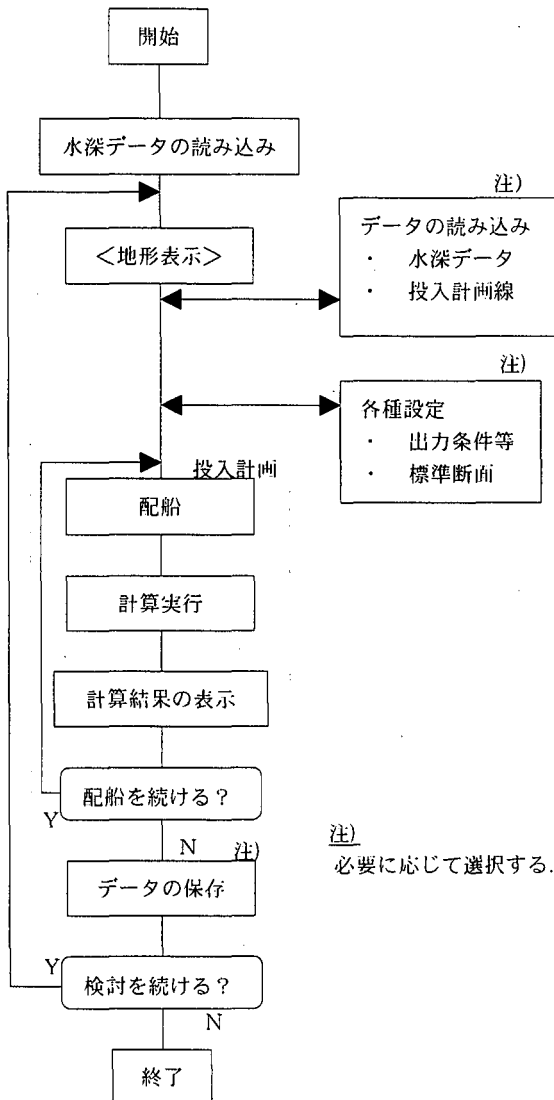 開始
水深データの読み込み
注)
データの読み込み
・ 水深データ
・ 投入計画線
＜地形表示＞
注)
各種設定
・ 出力条件等
・ 標準断面
投入計画
配船
計算実行
計算結果の表示
配船を続ける？
Y
N
注)
データの保存
注)
必要に応じて選択する.
Y
検討を続ける？
N
終了